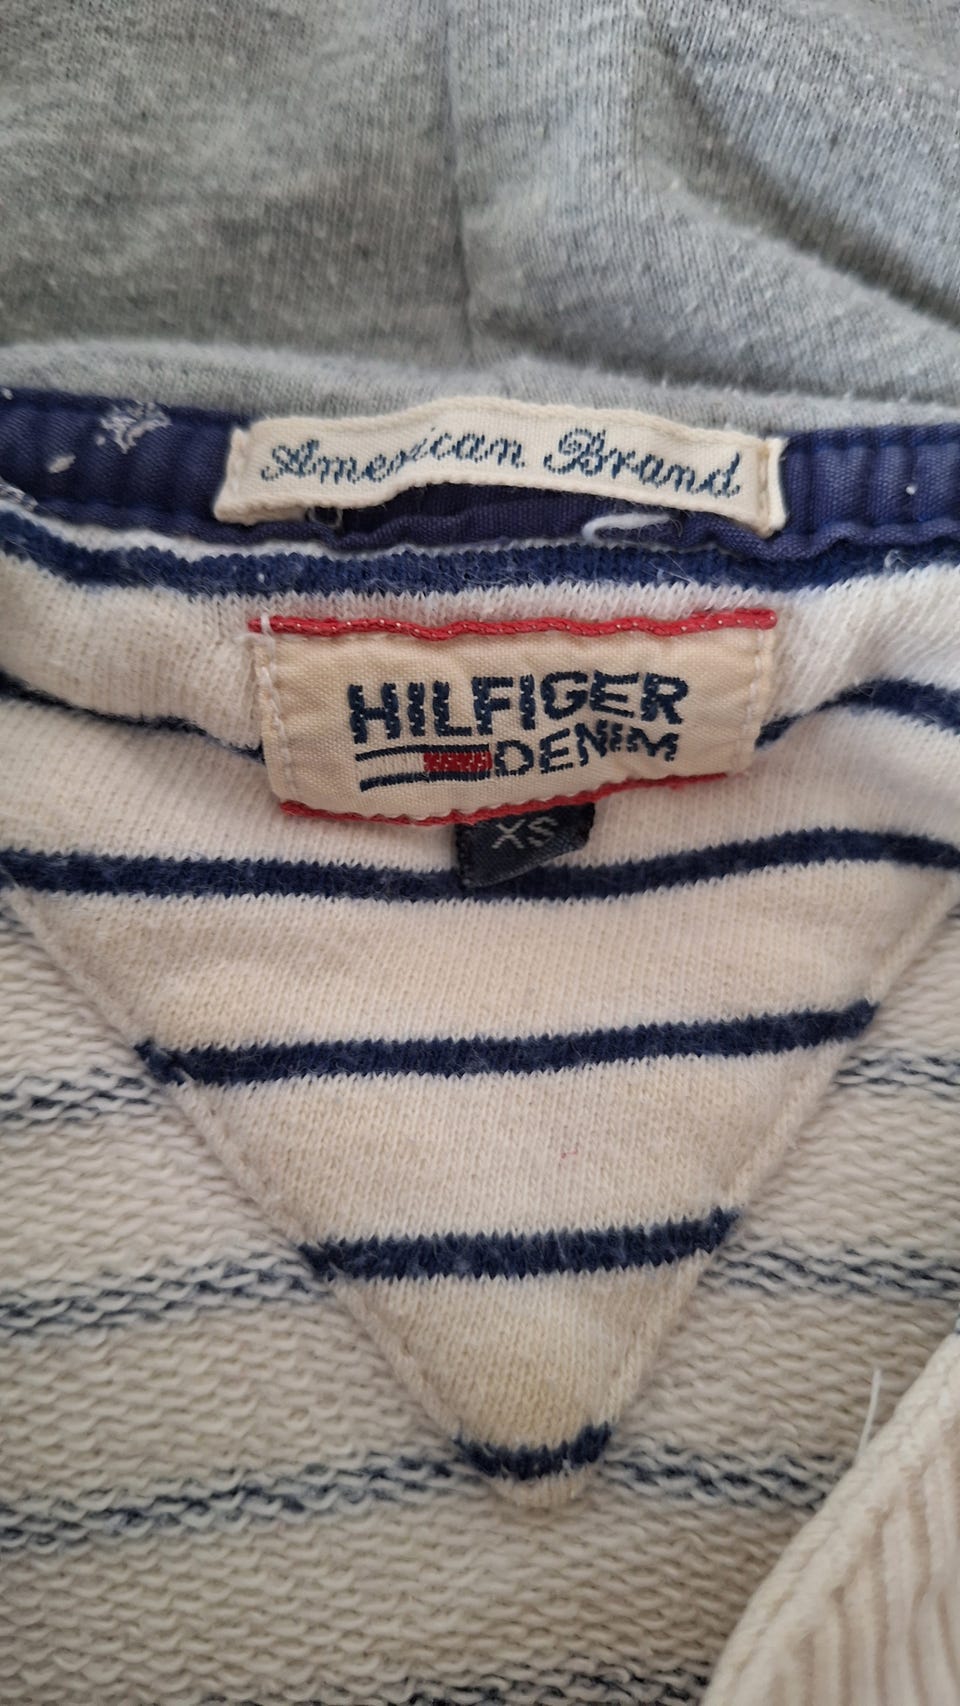 American Brand
HILFIGER
DENIM
XS